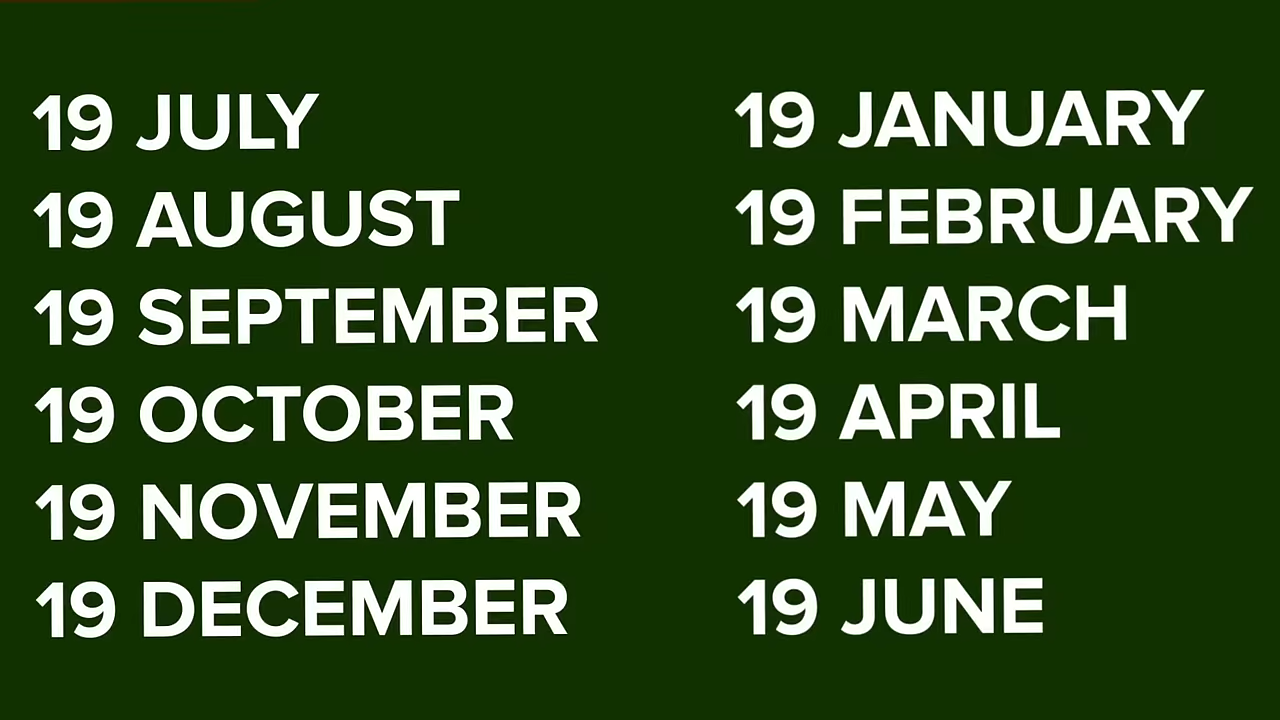 19 JULY
19 AUGUST
19 SEPTEMBER
19 OCTOBER
19 NOVEMBER
19 DECEMBER
19 JANUARY
19 FEBRUARY
19 MARCH
19 APRIL
19 MAY
19 JUNE